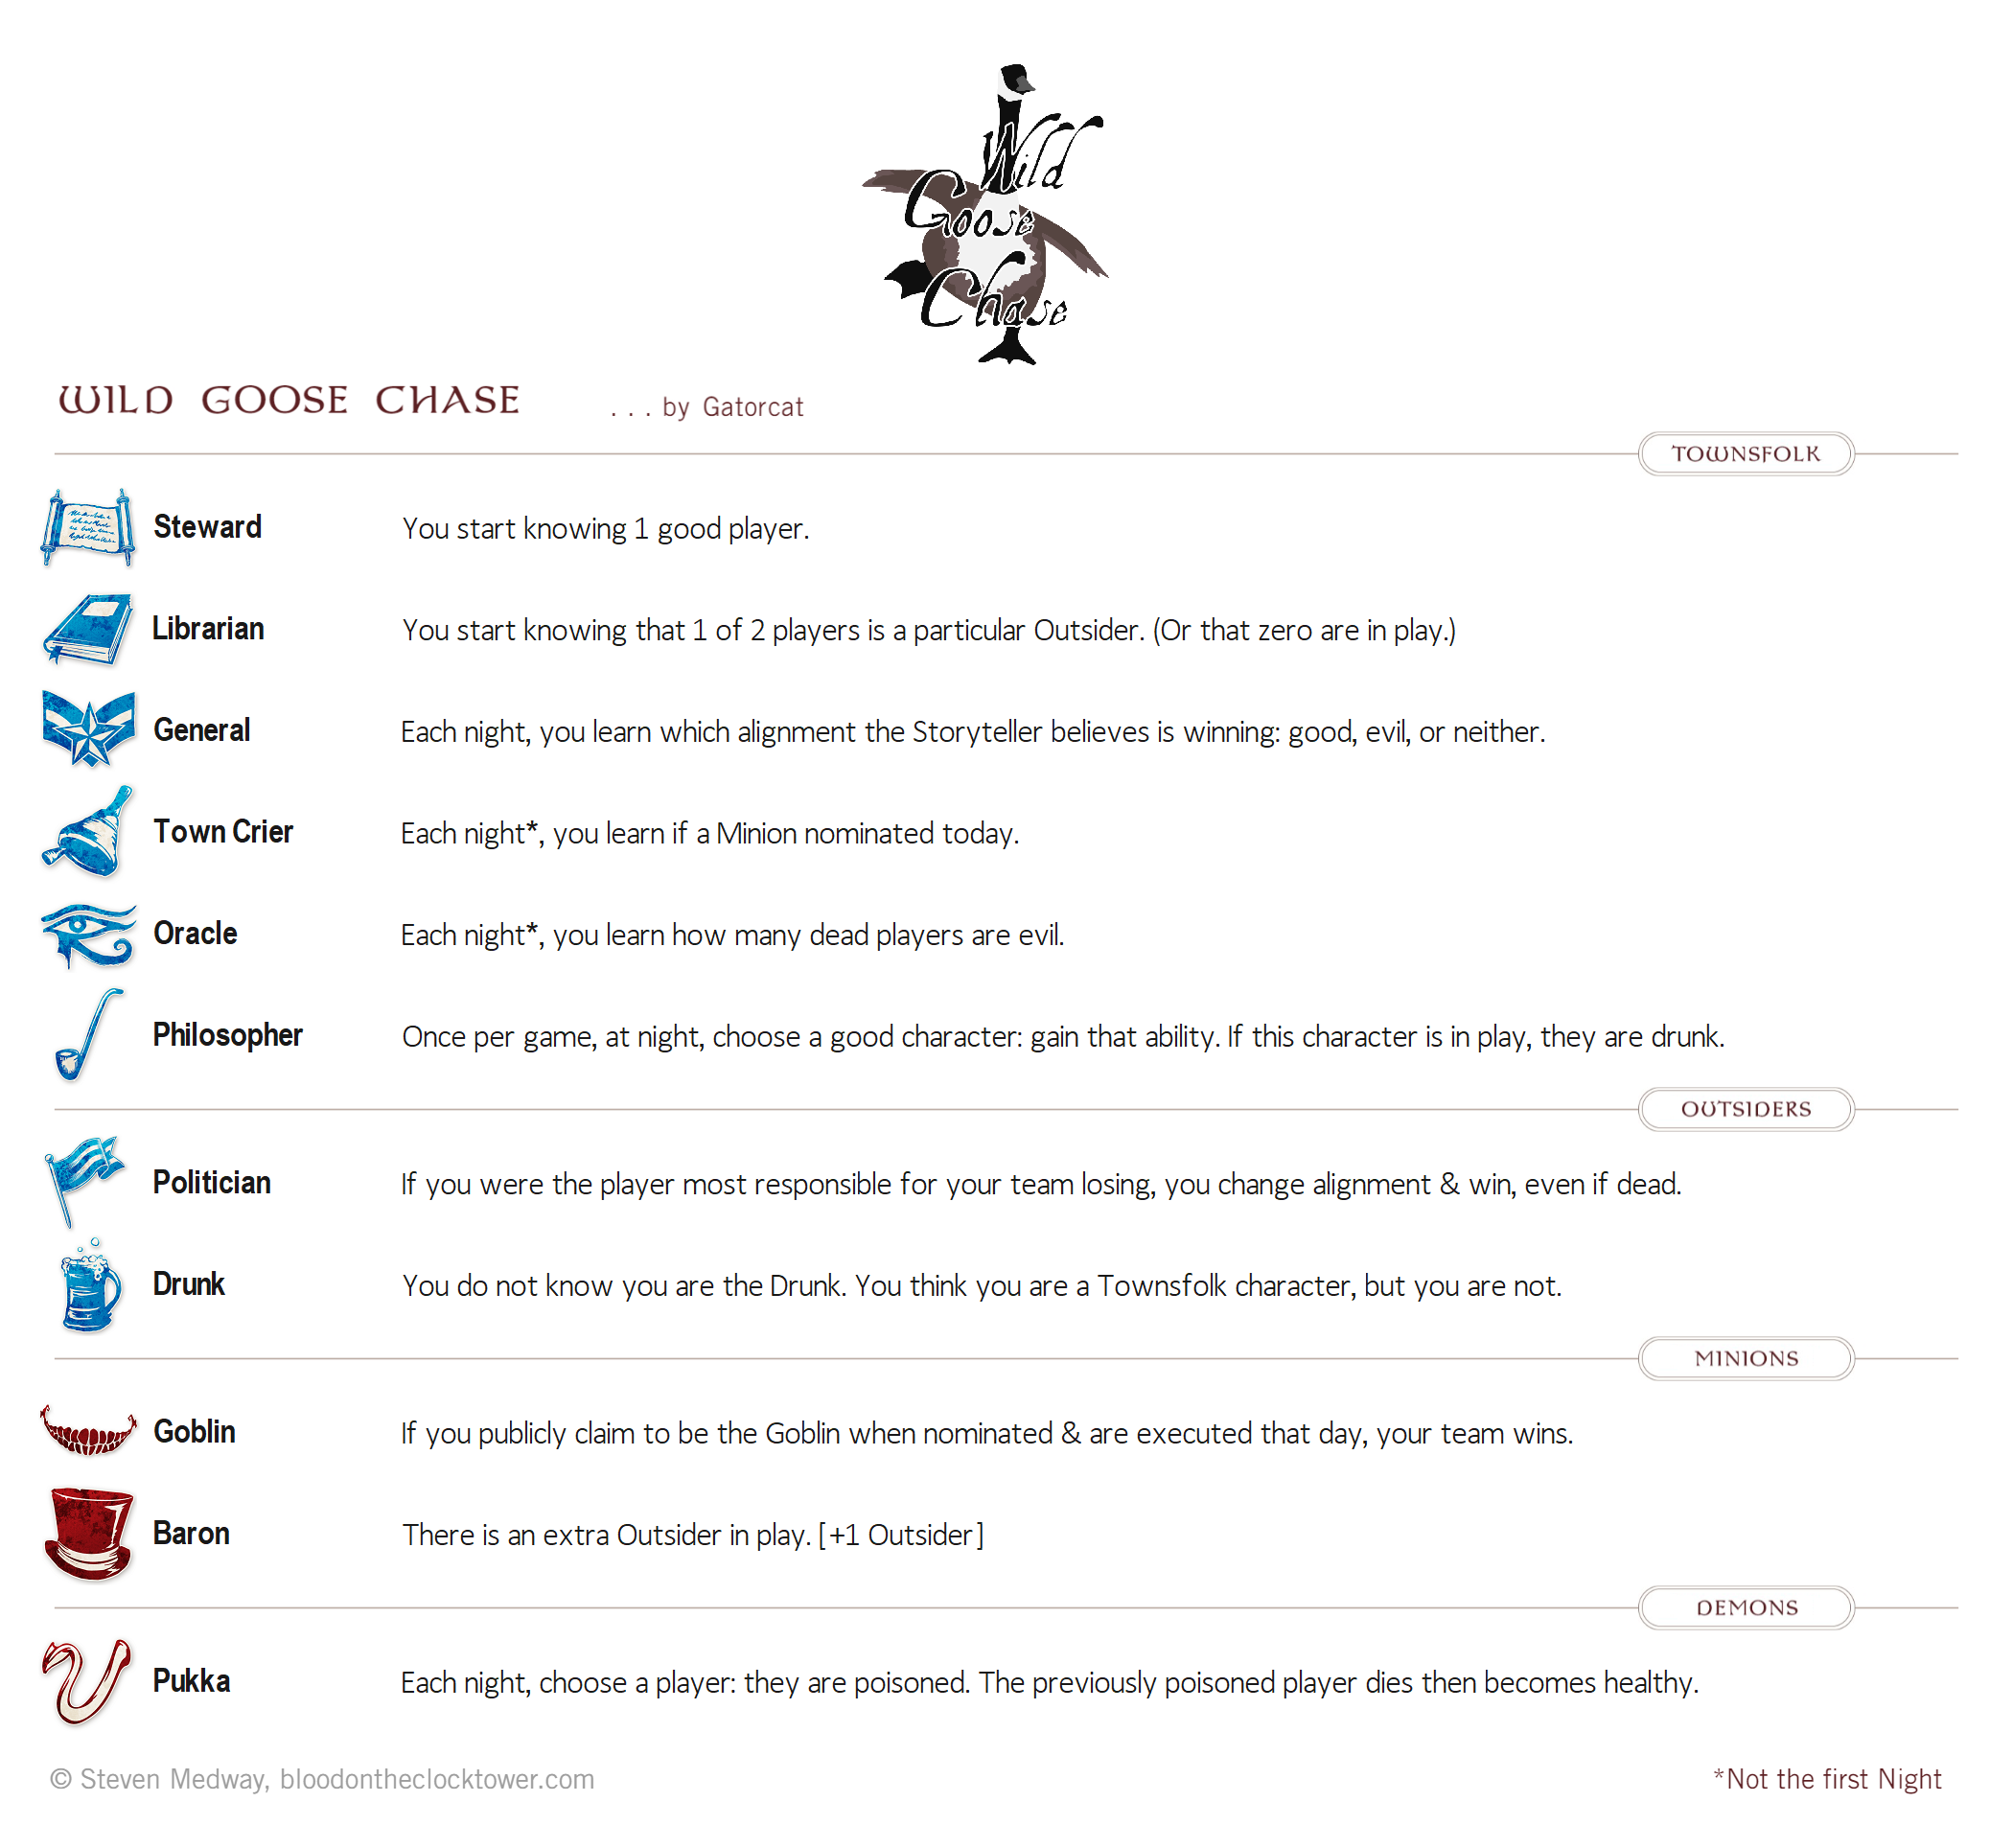 Wild
Goose
Chase
WILD GOOSE CHASE . . . by Gatorcat
TOWNSFOLK
Steward You start knowing 1 good player.
Librarian You start knowing that 1 of 2 players is a particular Outsider. (Or that zero are in play.)
General Each night, you learn which alignment the Storyteller believes is winning: good, evil, or neither.
Town Crier Each night*, you learn if a Minion nominated today.
Oracle Each night*, you learn how many dead players are evil.
Philosopher Once per game, at night, choose a good character: gain that ability. If this character is in play, they are drunk.
OUTSIDERS
Politician If you were the player most responsible for your team losing, you change alignment & win, even if dead.
Drunk You do not know you are the Drunk. You think you are a Townsfolk character, but you are not.
MINIONS
Goblin If you publicly claim to be the Goblin when nominated & are executed that day, your team wins.
Baron There is an extra Outsider in play. [+1 Outsider]
DEMONS
Pukka Each night, choose a player: they are poisoned. The previously poisoned player dies then becomes healthy.
© Steven Medway, bloodontheclocktower.com *Not the first Night